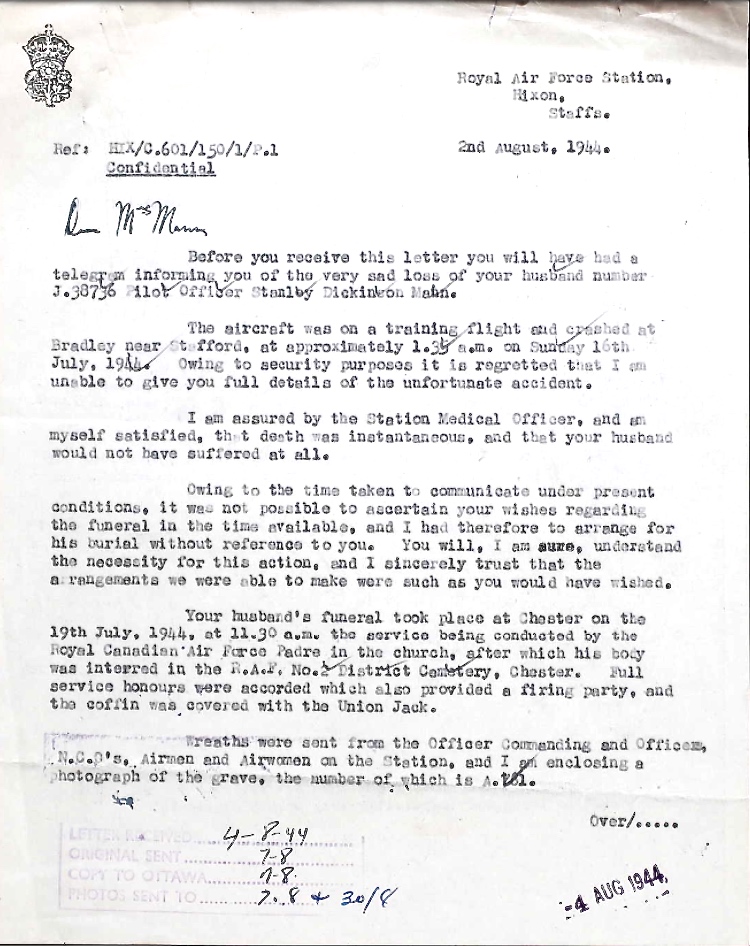 Royal Air Force Station,
Hixon,
Staffs.
Ref: HIX/C.601/150/1/P.1
2nd August, 1944.
Confidential
Mrs
Before you receive this letter you will have had a
telegram informing you of the very sad loss of your husband number
J.38736 Pilot Officer Dickinson
The aircraft was on a training flight and crashed at
Bradley near Stafford, at approximately 1.35 a.m. on Sunday 16th
July, 1944. Owing to security purposes it is regretted that I am
unable to give you full details of the unfortunate accident.
I am assured by the Station Medical Officer, and am
myself satisfied, that death was instantaneous, and that your husband
would not have suffered at all.
Owing to the time taken to communicate under present
conditions, it was not possible to ascertain your wishes regarding
the funeral in the time available, and I had therefore to arrange for
his burial without reference to you. You will, I am sure, understand
the necessity for this action, and I sincerely trust that the
arrangements we were able to make were such as you would have wished.
Your husband's funeral took place at Chester on the
19th July, 1944, at 11.30 a.m. the service being conducted by the
Royal Canadian Air Force Padre in the church, after which his body
was interred in the R.A.F. No.2 District Cemetery, Chester. Full
service honours were accorded which also provided a firing party, and
the coffin was covered with the Union Jack.
Wreaths were sent from the Officer Commanding and Officers,
N.C.O's, Airmen and Airwomen on the Station, and I am enclosing a
photograph of the grave, the number of which is
Over/.....
LETTER RECEIVED 4-8-44
ORIGINAL SENT 7-8
COPY TO OTTAWA 7-8.
PHOTOS SENT TO 7.8 + 30/8
-4 AUG 1944